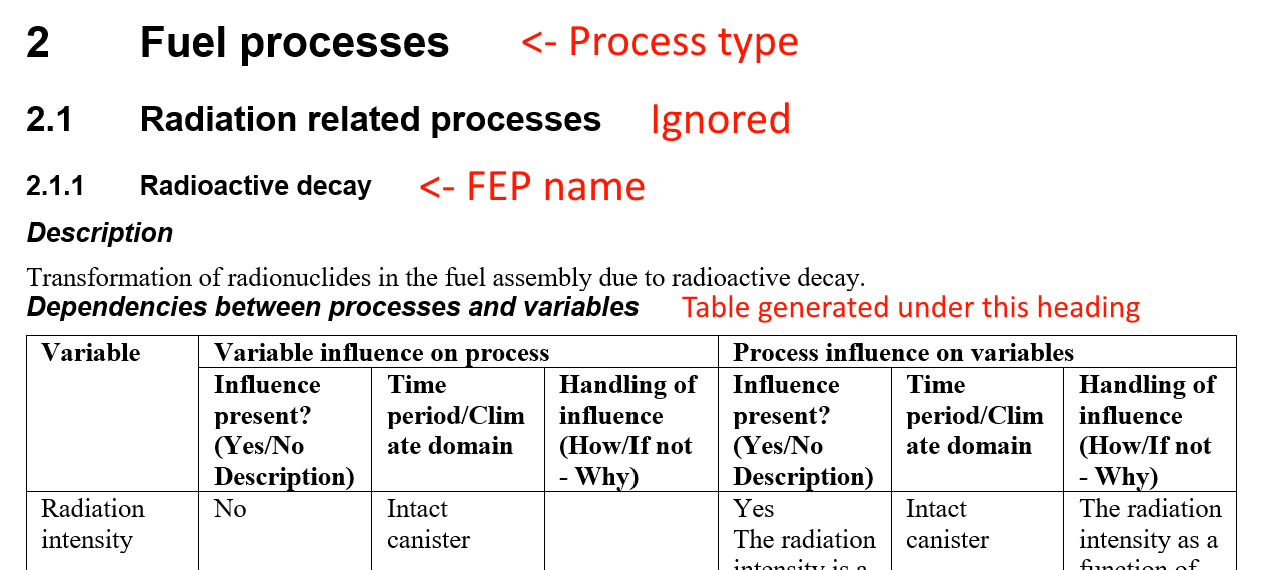 2 Fuel processes <- Process type
2.1 Radiation related processes Ignored
2.1.1 Radioactive decay <- FEP name
Description
Transformation of radionuclides in the fuel assembly due to radioactive decay.
Dependencies between processes and variables Table generated under this heading
Variable Variable influence on process Process influence on variables
Influence Time Handling of Influence Time Handling of
present? period/Clim influence present? period/Clim influence
(Yes/No ate domain (How/If not (Yes/No ate domain (How/If not
Description) - Why) Description) - Why)
Radiation No Intact Yes Intact The radiation
intensity canister The radiation canister intensity as a
intensity is a function of